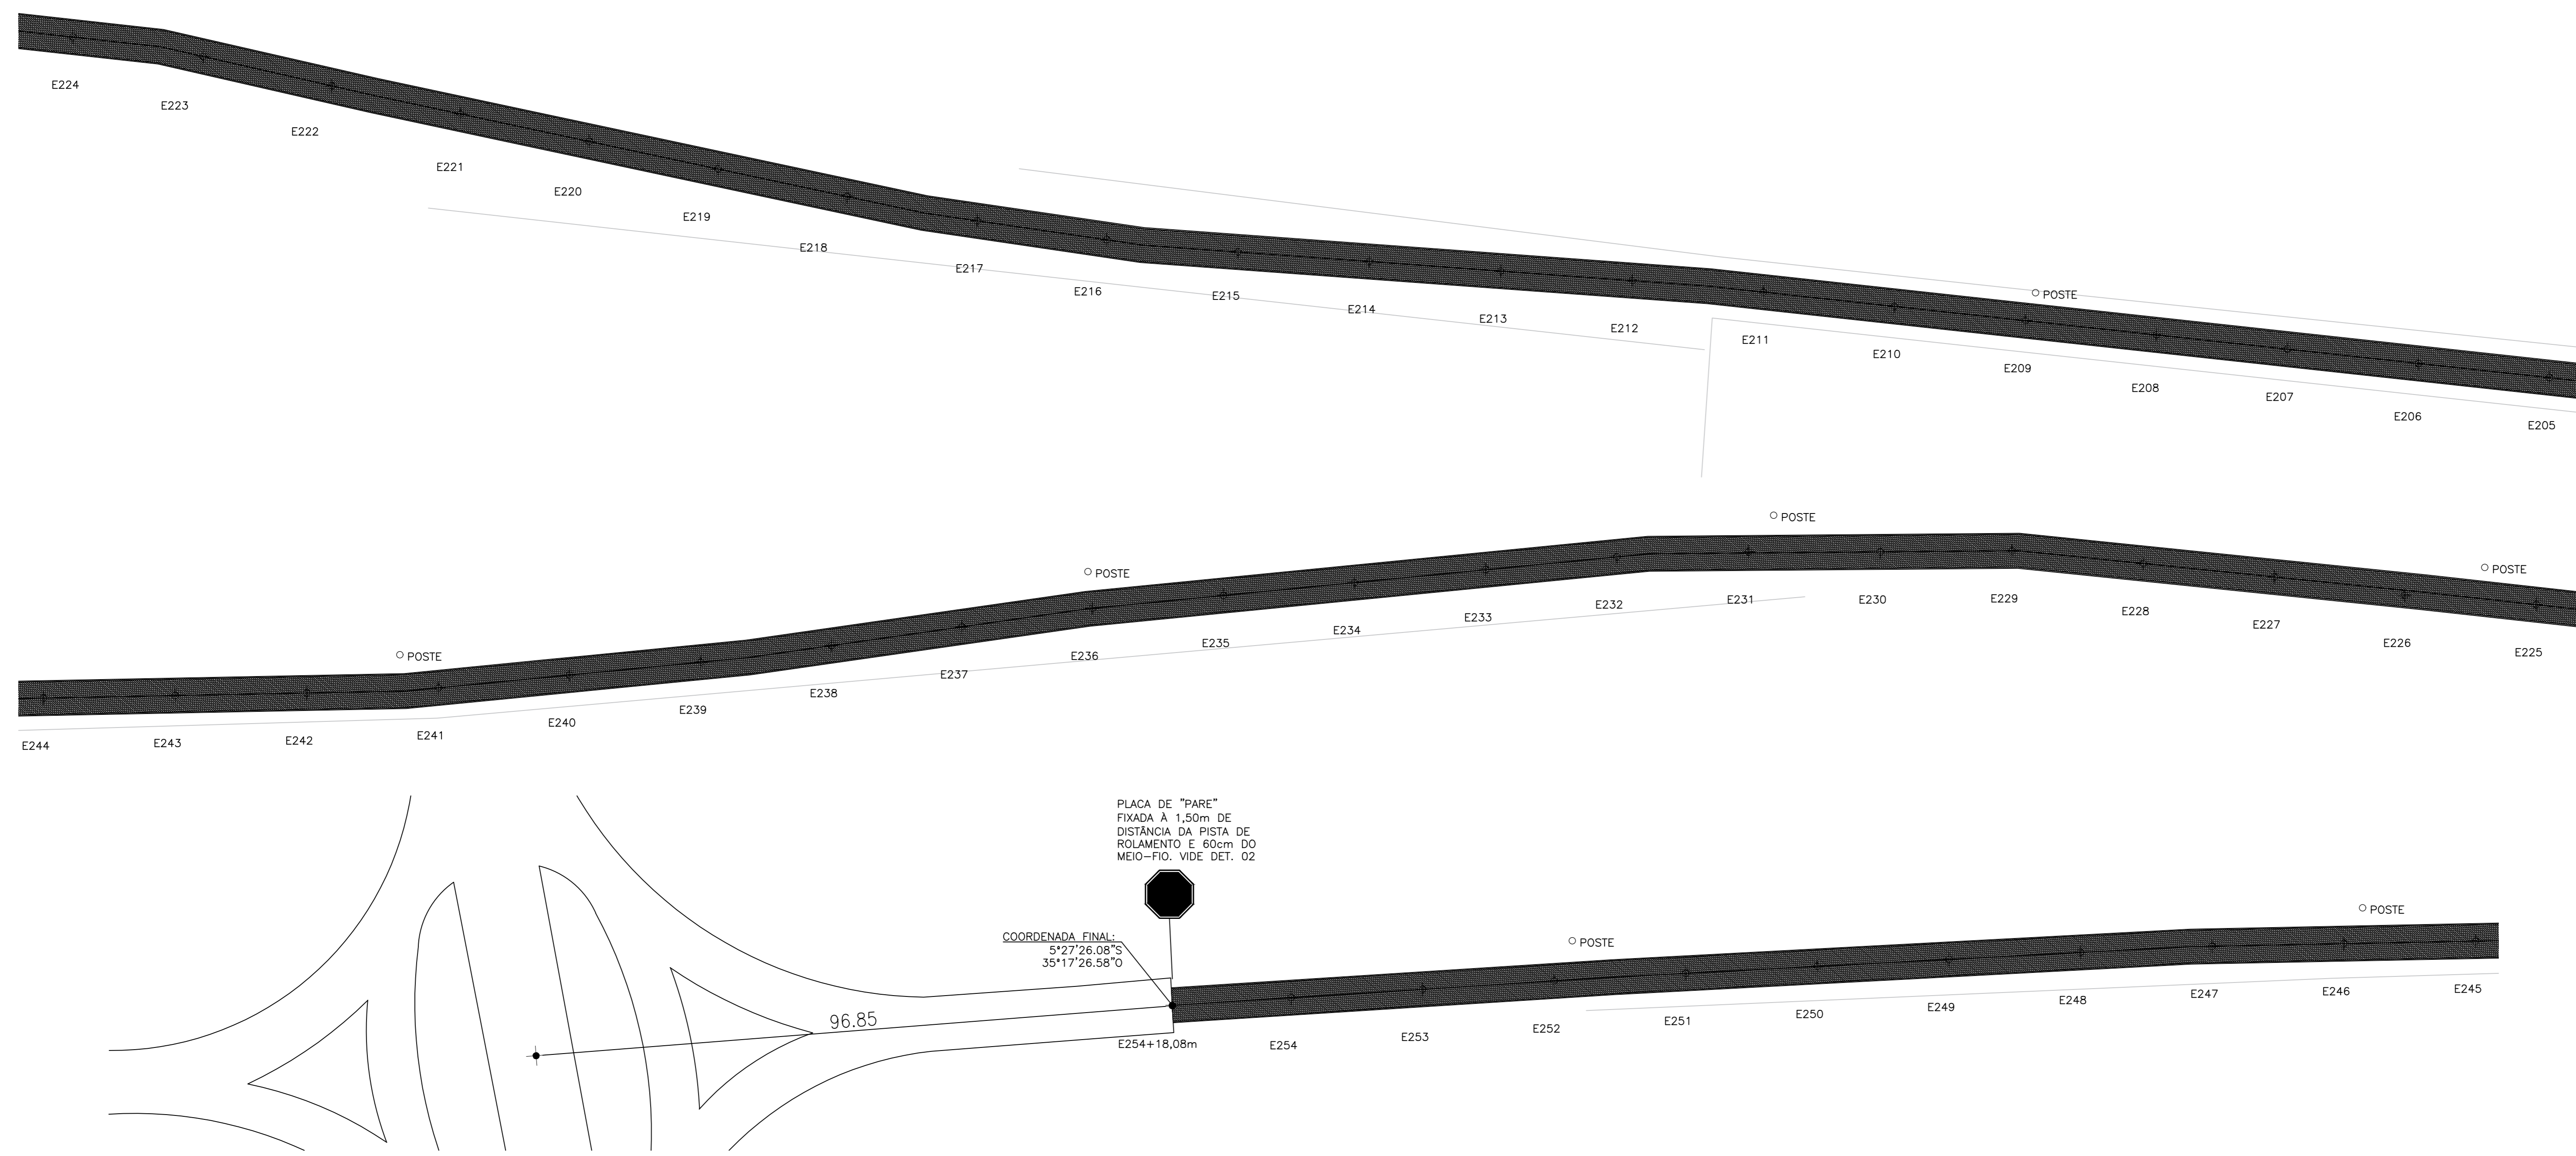 E224
E223
E222
E221
E220
E219
E218
E217
E216
E215
E214
E213
E212
E211
E210
E209
E208
E207
E206
E205
POSTE
E244
E243
E242
E241
E240
E239
E238
E237
E236
E235
E234
E233
E232
E231
E230
E229
E228
E227
E226
E225
POSTE
POSTE
POSTE
POSTE
PLACA DE "PARE"
FIXADA À 1,50m DE
DISTÂNCIA DA PISTA DE
ROLAMENTO E 60cm DO
MEIO-FIO. VIDE DET. 02
COORDENADA FINAL:
5°27'26.08"S
35°17'26.58"O
96.85
E254+18,08m
E254
E253
E252
E251
E250
E249
E248
E247
E246
E245
POSTE
POSTE